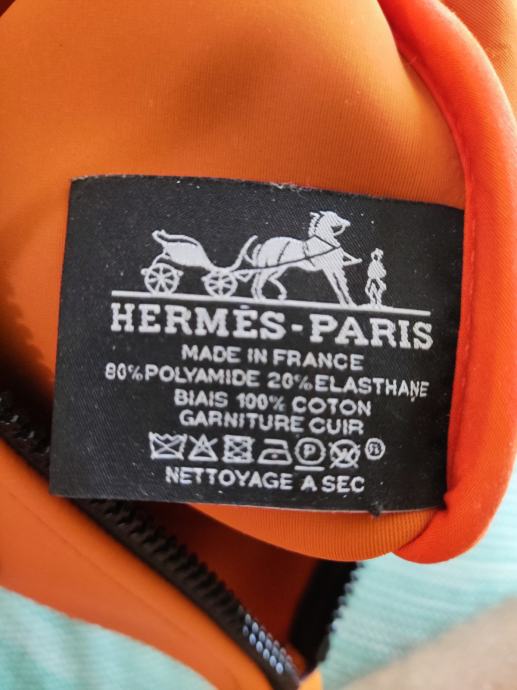 HERMÈS-PARIS
MADE IN FRANCE
80%POLYAMIDE 20%ELASTHANE
BIAIS 100% COTON
GARNITURE CUIR
P W
NETTOYAGE A SEC